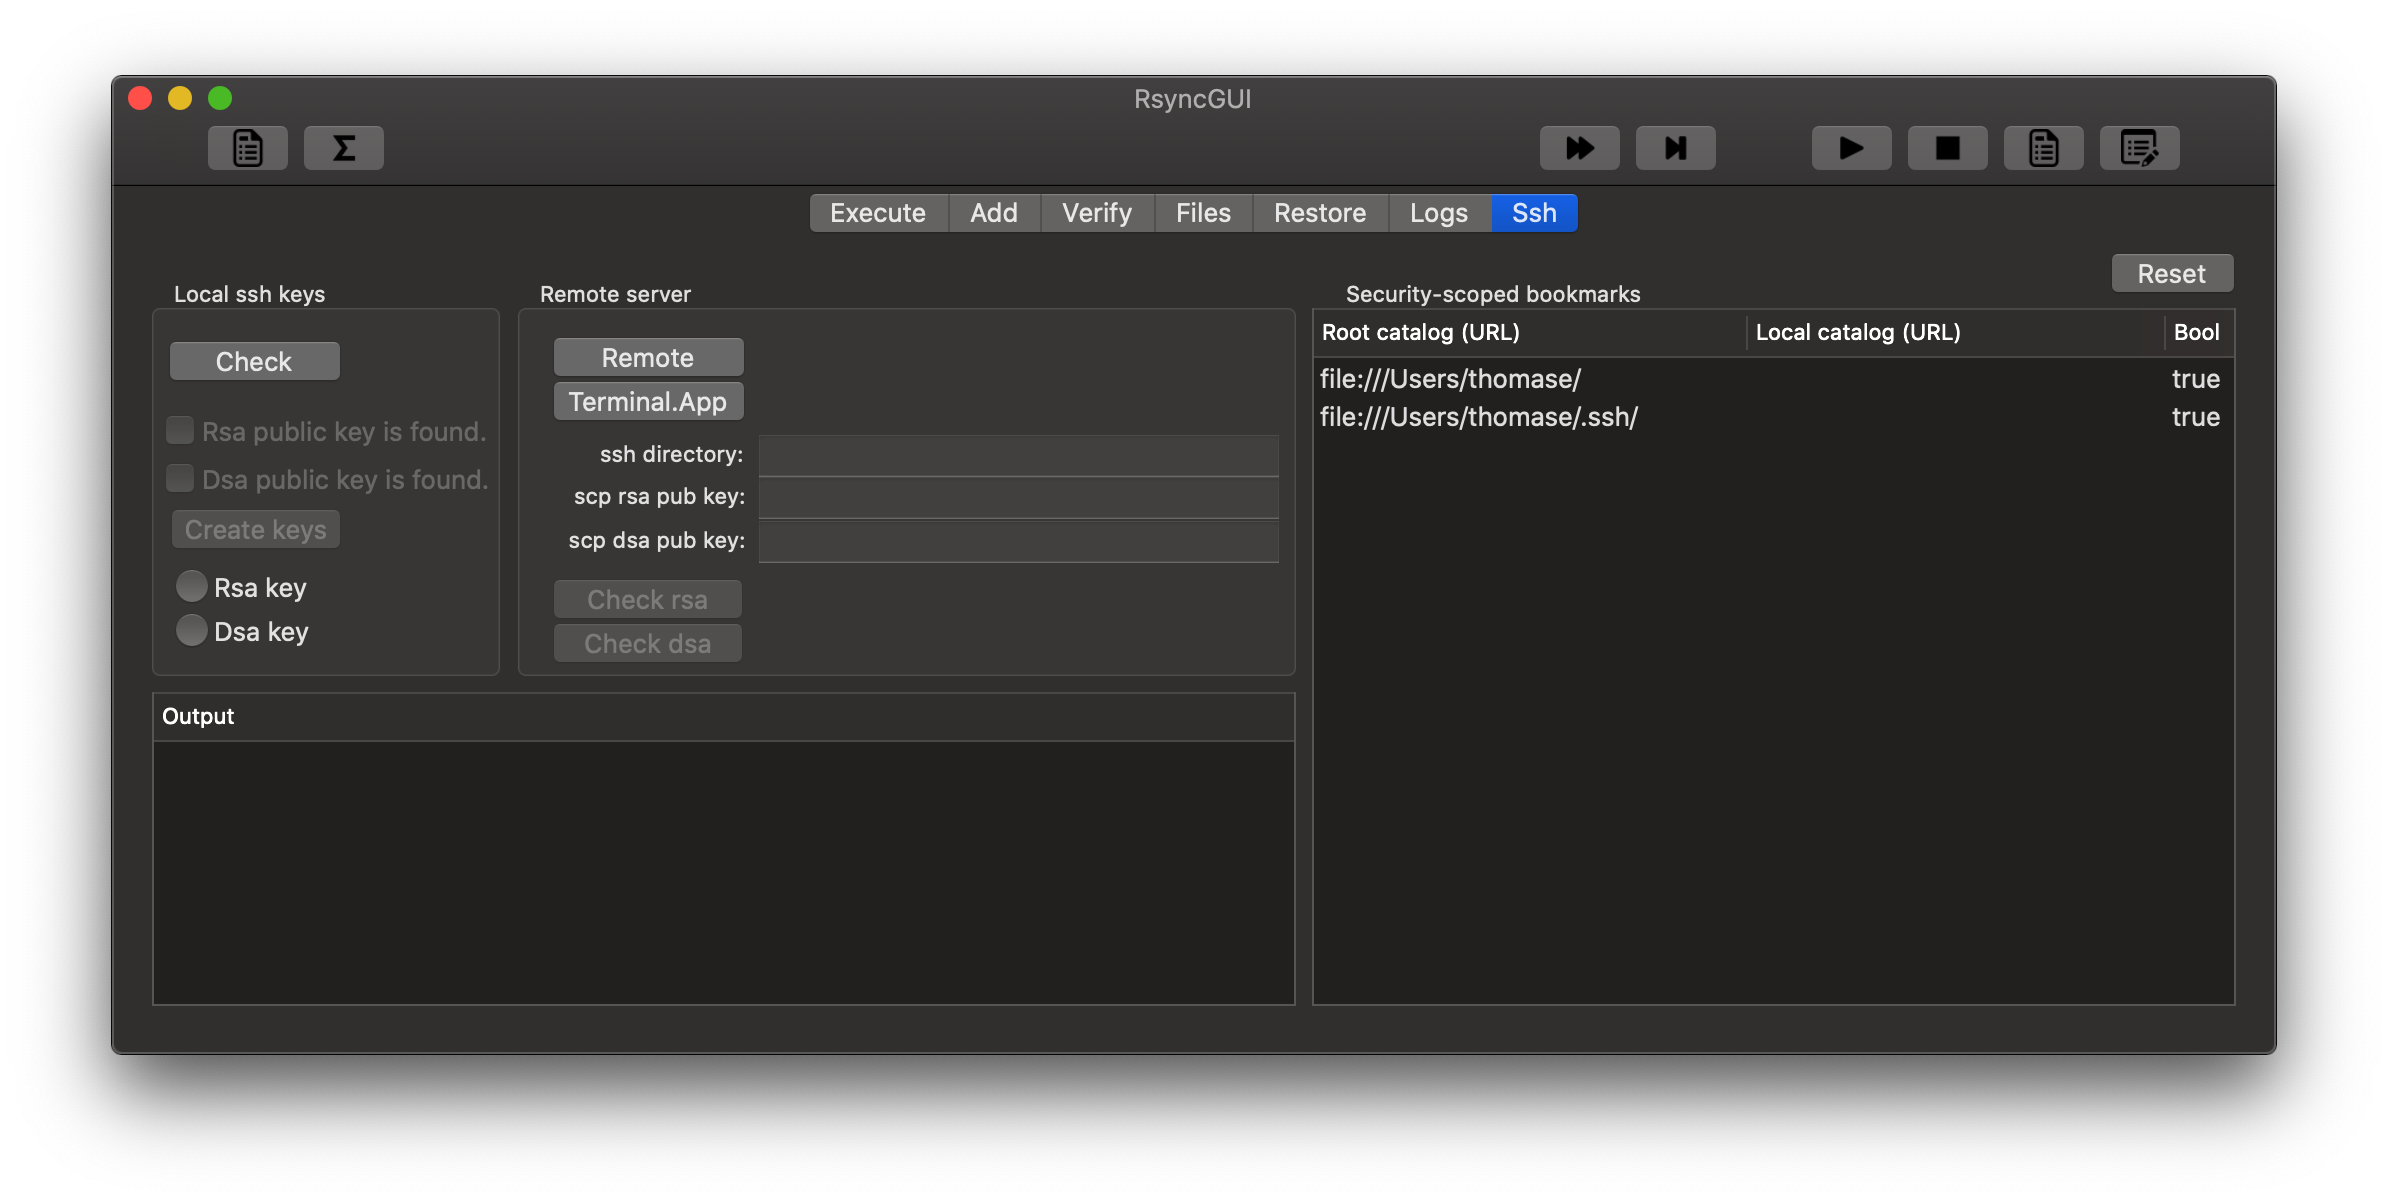 RsyncGUI
Σ
Execute Add Verify Files Restore Logs Ssh
Reset
Local ssh keys
Check
Rsa public key is found.
Dsa public key is found.
Create keys
Rsa key
Dsa key
Remote server
Remote
Terminal.App
ssh directory:
scp rsa pub key:
scp dsa pub key:
Check rsa
Check dsa
Security-scoped bookmarks
Root catalog (URL) Local catalog (URL) Bool
file:///Users/thomase/ true
file:///Users/thomase/.ssh/ true
Output